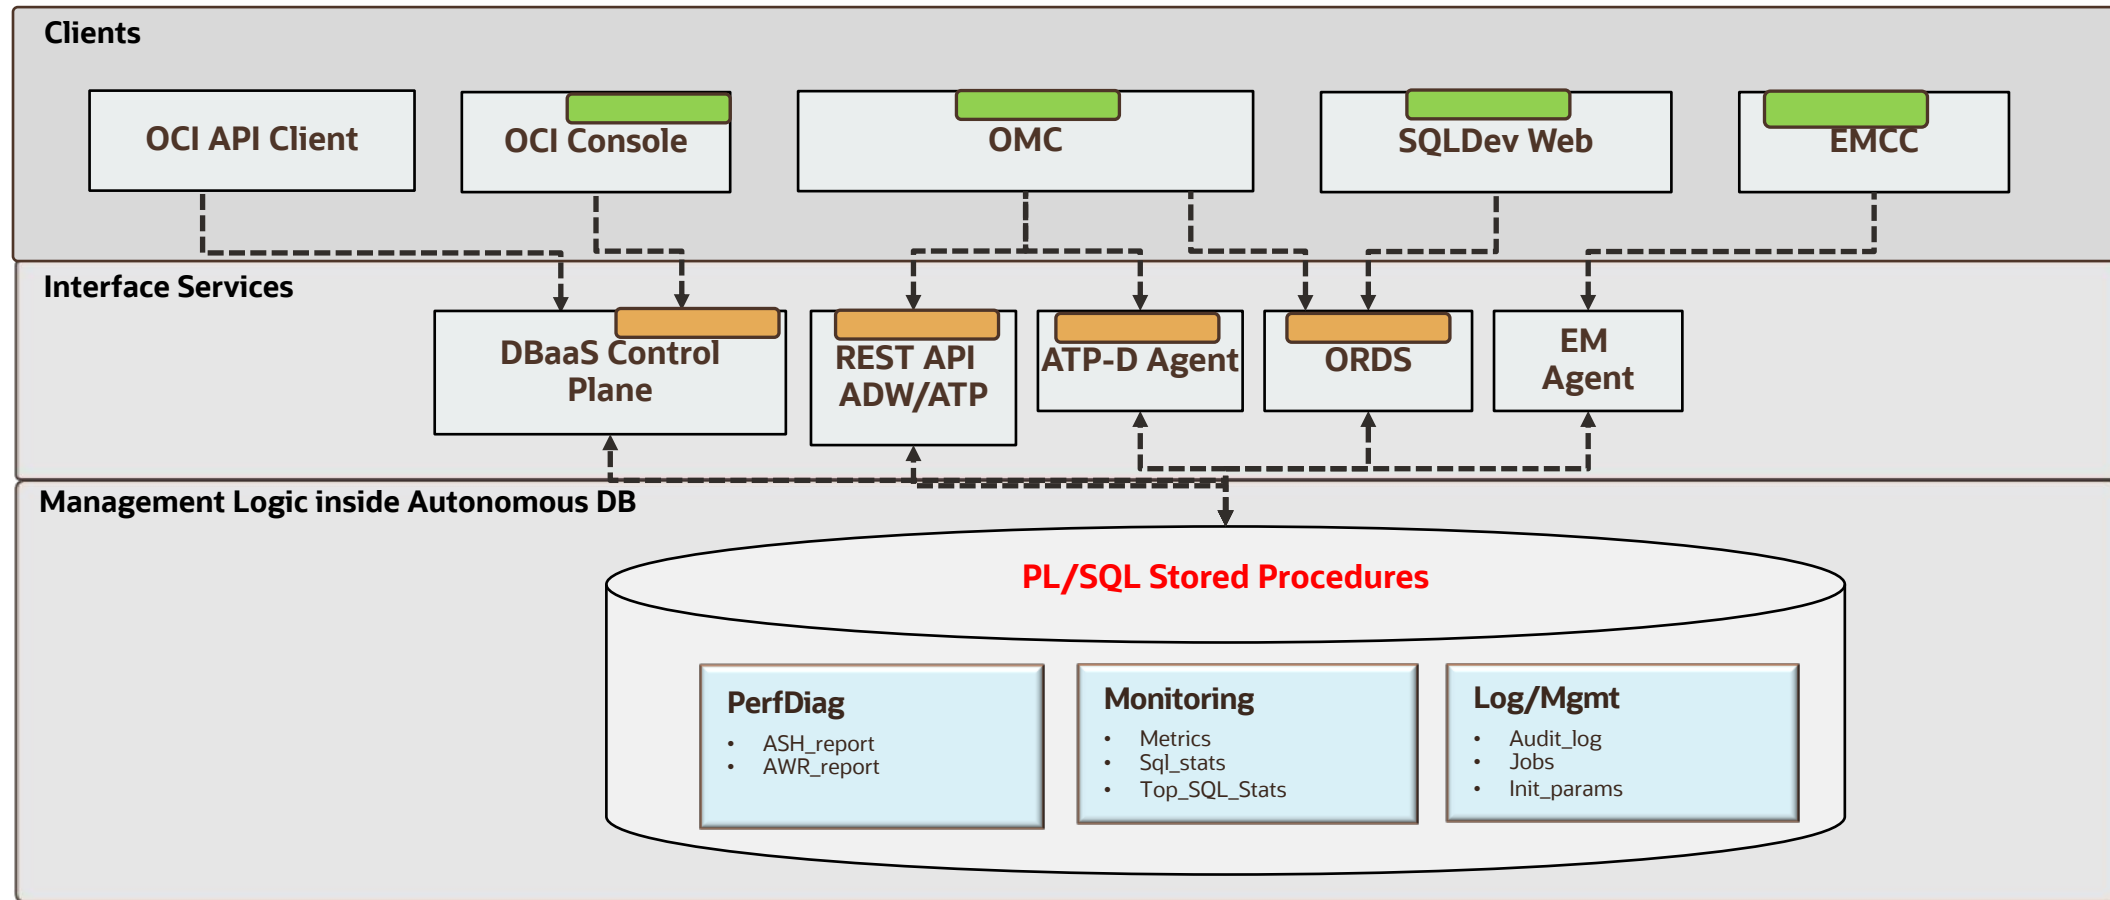 Clients
OCI API Client
OCI Console
OMC
SQLDev Web
EMCC
Interface Services
DBaaS Control
Plane
REST API
ADW/ATP
ATP-D Agent
ORDS
EM
Agent
Management Logic inside Autonomous DB
PL/SQL Stored Procedures
PerfDiag
• ASH_report
• AWR_report
Monitoring
• Metrics
• Sql_stats
• Top_SQL_Stats
Log/Mgmt
• Audit_log
• Jobs
• Init_params